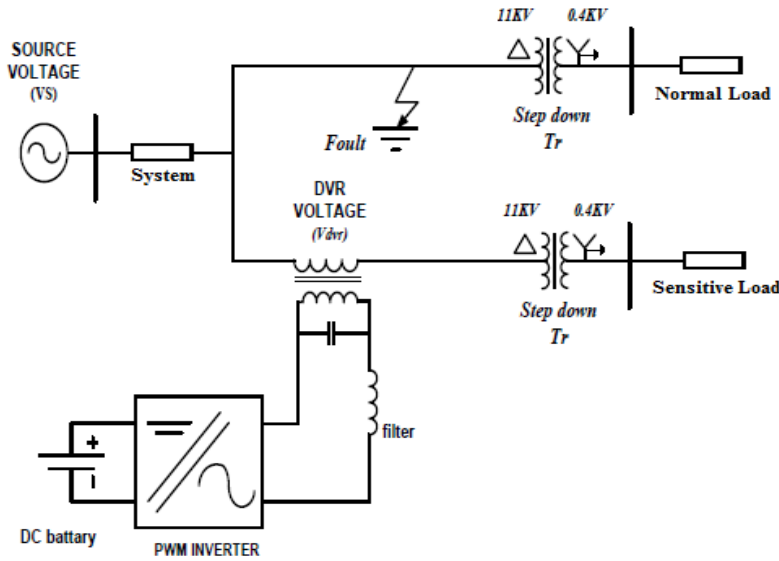 11KV
0.4KV
SOURCE
VOLTAGE
(VS)
Normal Load
Step down
Tr
Foult
System
DVR
VOLTAGE
(Vdvr)
11KV
0.4KV
Sensitive Load
Step down
Tr
filter
+
-
DC battary
PWM INVERTER